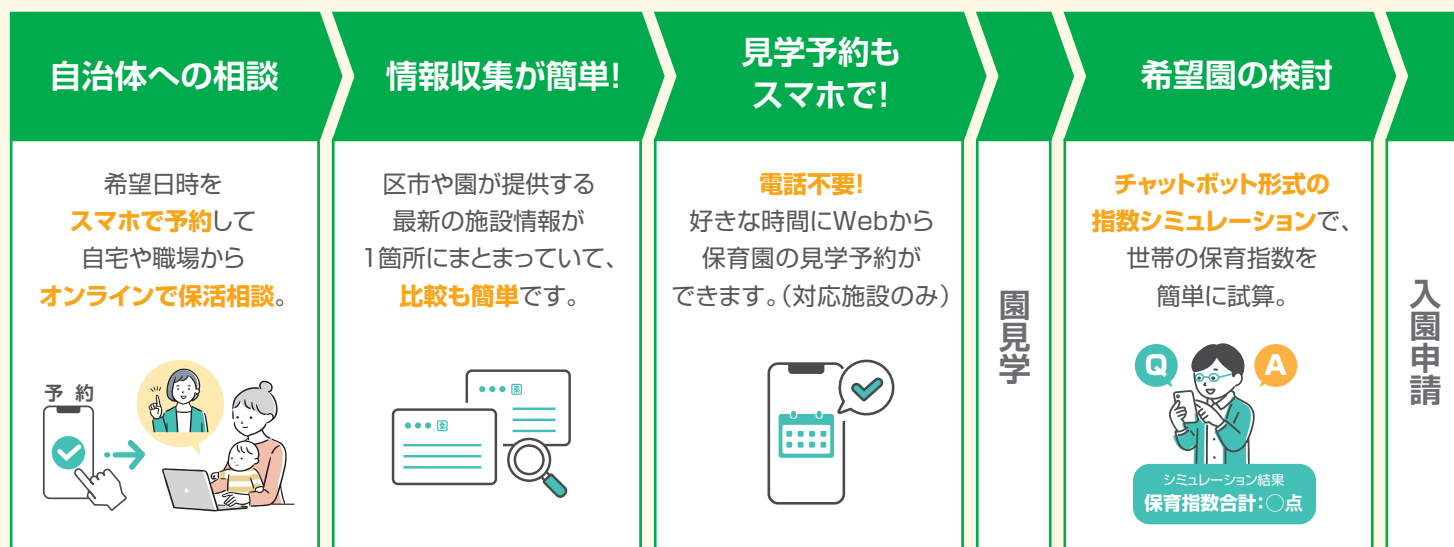 自治体への相談
希望日時を
スマホで予約して
自宅や職場から
オンラインで保活相談。
予 約
情報収集が簡単!
区市や園が提供する
最新の施設情報が
1箇所にまとまっていて、
比較も簡単です。
見学予約も
スマホで!
電話不要!
好きな時間にWebから
保育園の見学予約が
できます。(対応施設のみ)
園見学
希望園の検討
チャットボット形式の
指数シミュレーションで、
世帯の保育指数を
簡単に試算。
Q
A
シミュレーション結果
保育指数合計:○点
入園申請